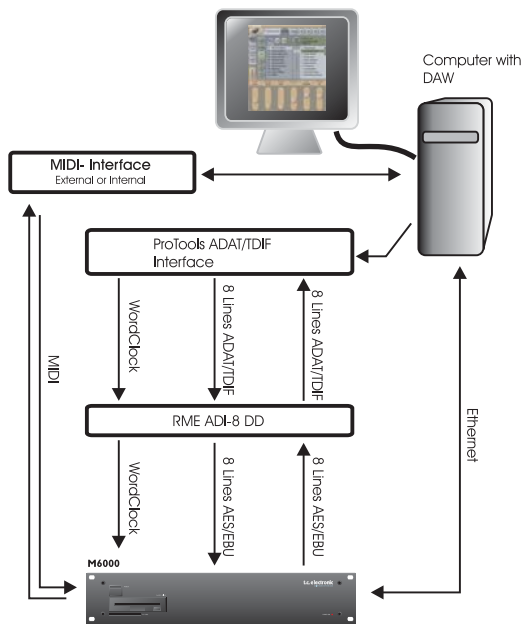 Computer with
DAW
MIDI- Interface
External or Internal
ProTools ADAT/TDIF
Interface
WordClock
8 Lines ADAT/TDIF
8 Lines ADAT/TDIF
MIDI
Ethernet
RME ADI-8 DD
WordClock
8 Lines AES/EBU
8 Lines AES/EBU
M6000
t.c. electronic